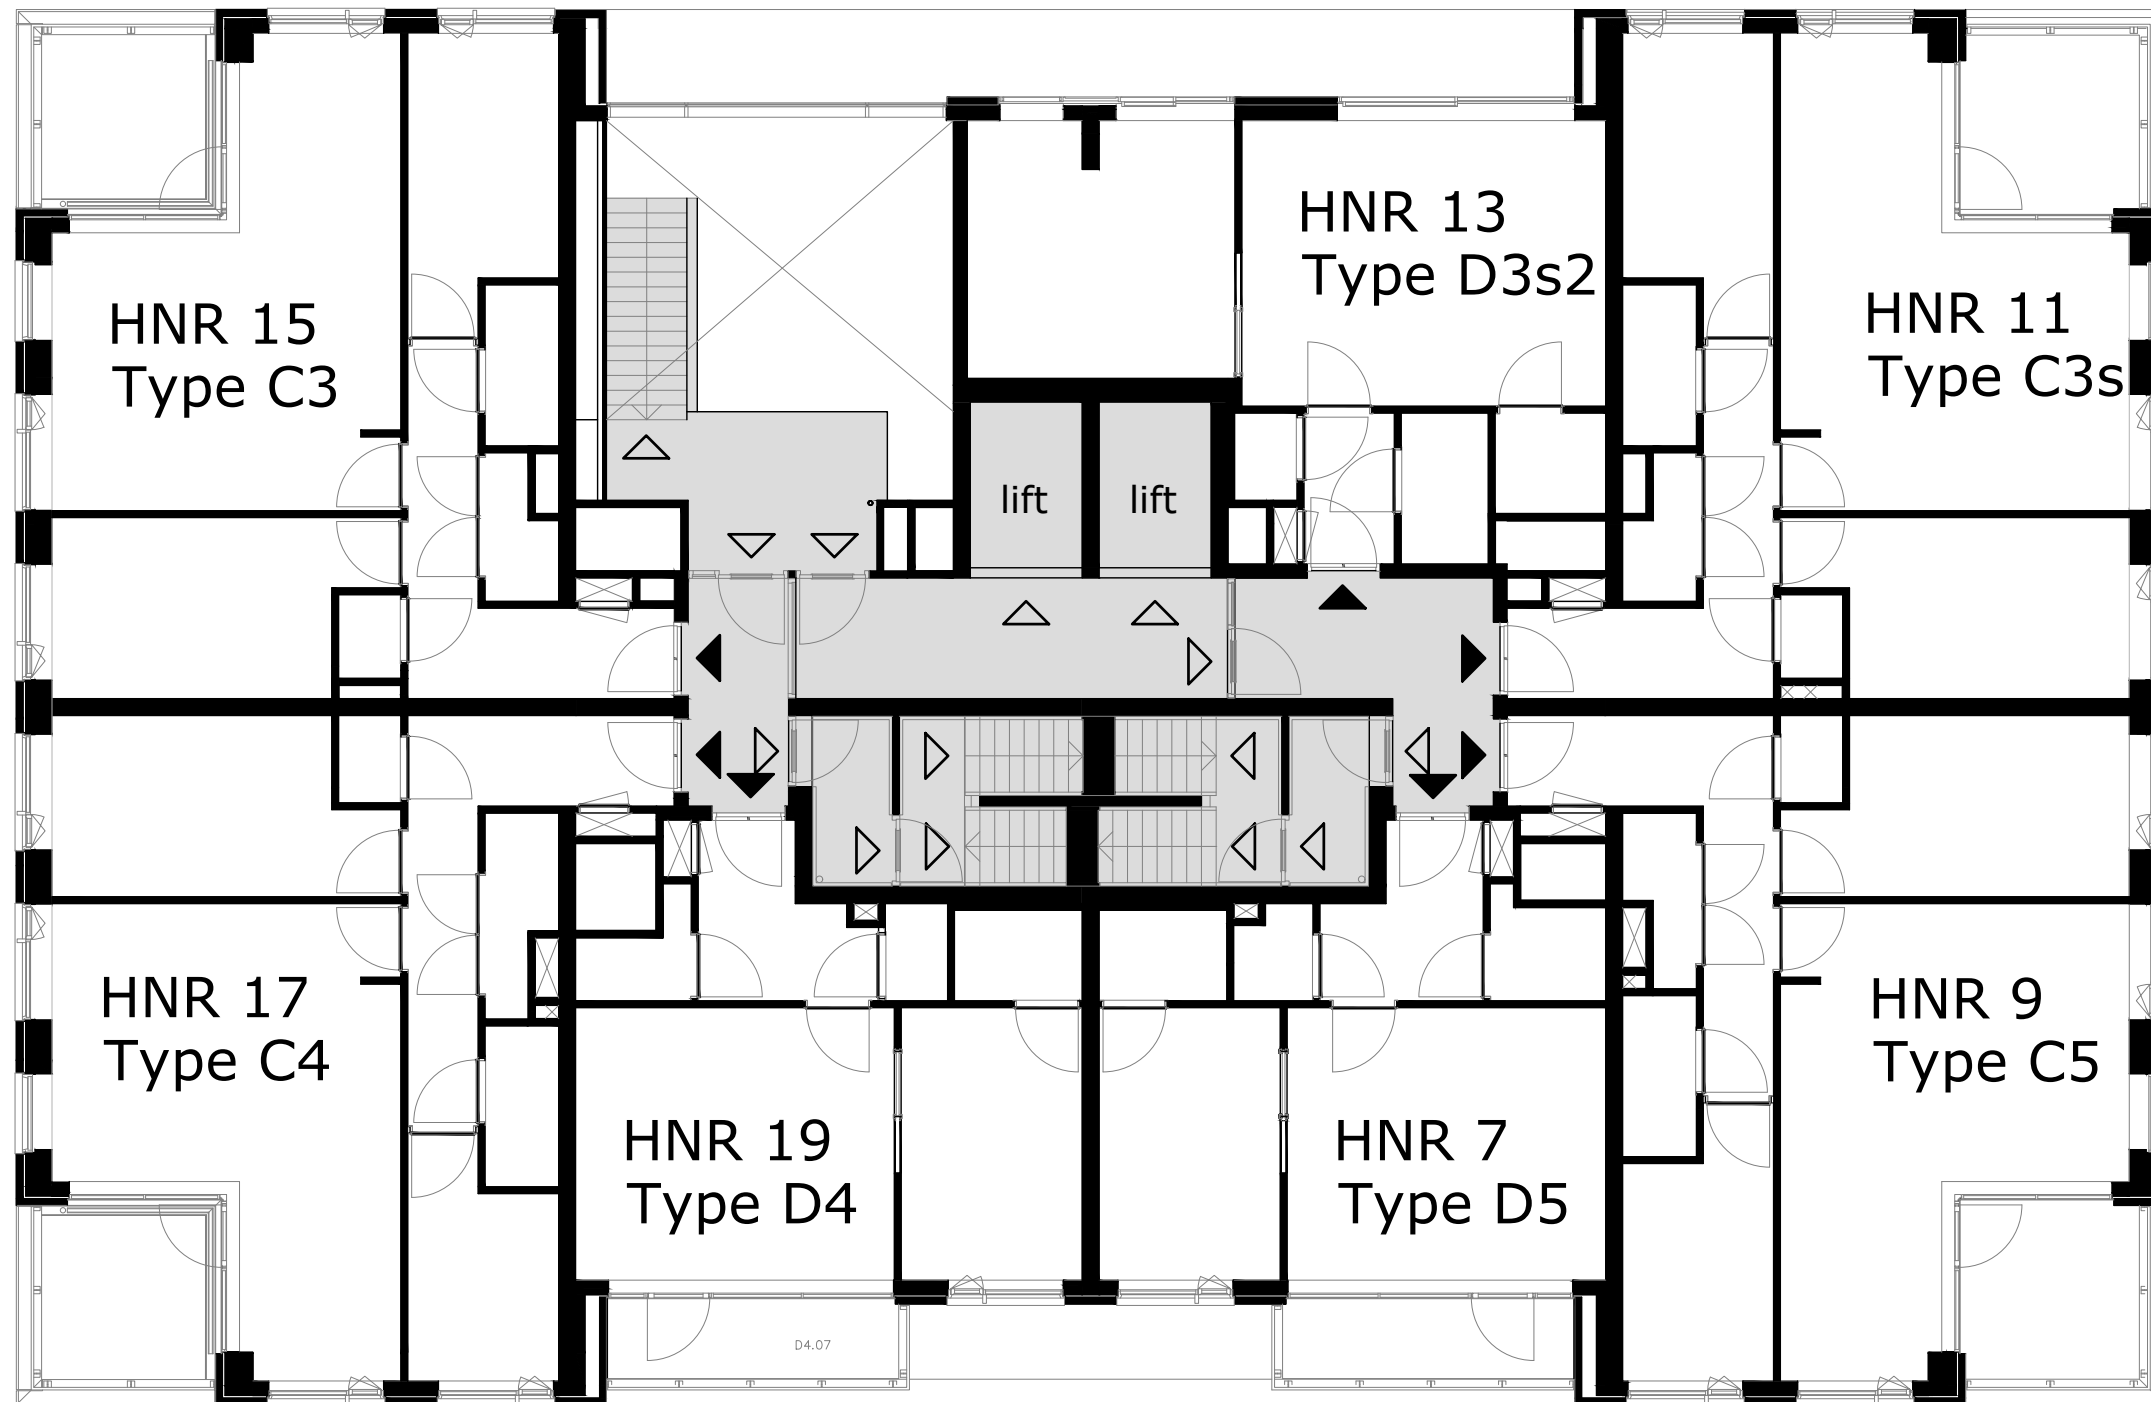 HNR 13
Type D3s2
HNR 15
Type C3
HNR 11
Type C3s
lift
lift
HNR 17
Type C4
HNR 9
Type C5
HNR 19
Type D4
HNR 7
Type D5
D4.07